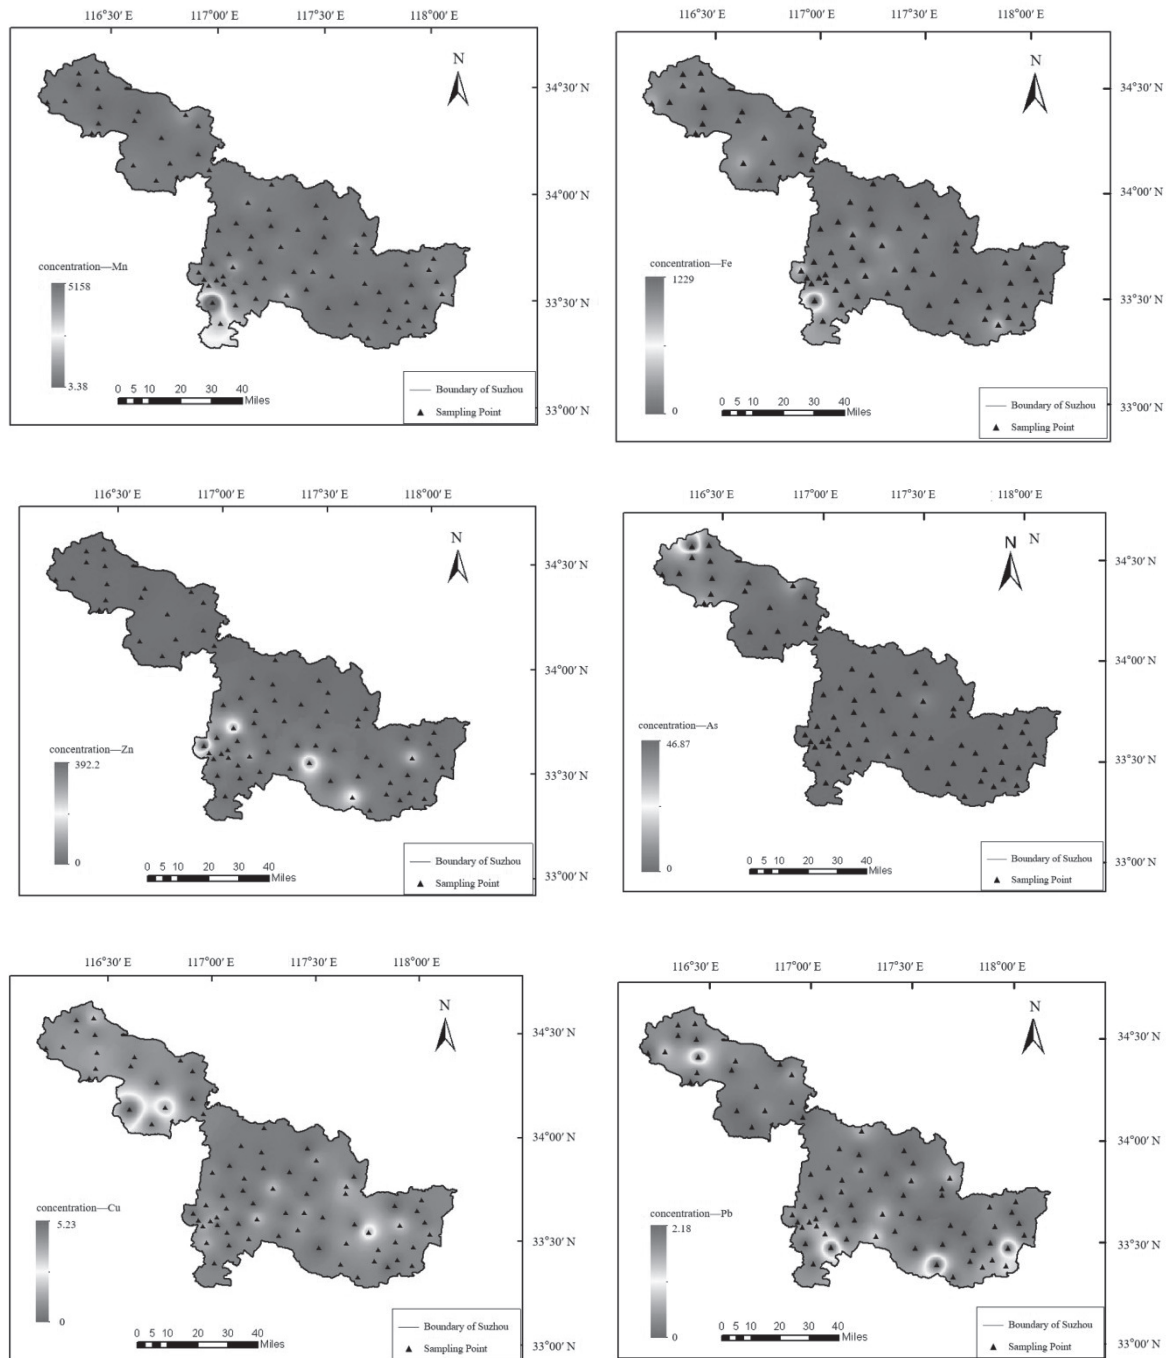 116°30′ E 117°00′ E 117°30′ E 118°00′ E
N
34°30′ N
34°00′ N
33°30′ N
33°00′ N
concentration—Mn
5158
3.38
0 5 10 20 30 40
Miles
Boundary of Suzhou
Sampling Point
116°30′ E 117°00′ E 117°30′ E 118°00′ E
N
34°30′ N
34°00′ N
33°30′ N
33°00′ N
concentration—Fe
1229
0
0 5 10 20 30 40
Miles
Boundary of Suzhou
Sampling Point
116°30′ E 117°00′ E 117°30′ E 118°00′ E
N
34°30′ N
34°00′ N
33°30′ N
33°00′ N
concentration—Zn
392.2
0
0 5 10 20 30 40
Miles
Boundary of Suzhou
Sampling Point
116°30′ E 117°00′ E 117°30′ E 118°00′ E
N N
34°30′ N
34°00′ N
33°30′ N
33°00′ N
concentration—As
46.87
0
0 5 10 20 30 40
Miles
Boundary of Suzhou
Sampling Point
116°30′ E 117°00′ E 117°30′ E 118°00′ E
N
34°30′ N
34°00′ N
33°30′ N
33°00′ N
concentration—Cu
5.23
0
0 5 10 20 30 40
Miles
Boundary of Suzhou
Sampling Point
116°30′ E 117°00′ E 117°30′ E 118°00′ E
N
34°30′ N
34°00′ N
33°30′ N
33°00′ N
concentration—Pb
2.18
0
0 5 10 20 30 40
Miles
Boundary of Suzhou
Sampling Point